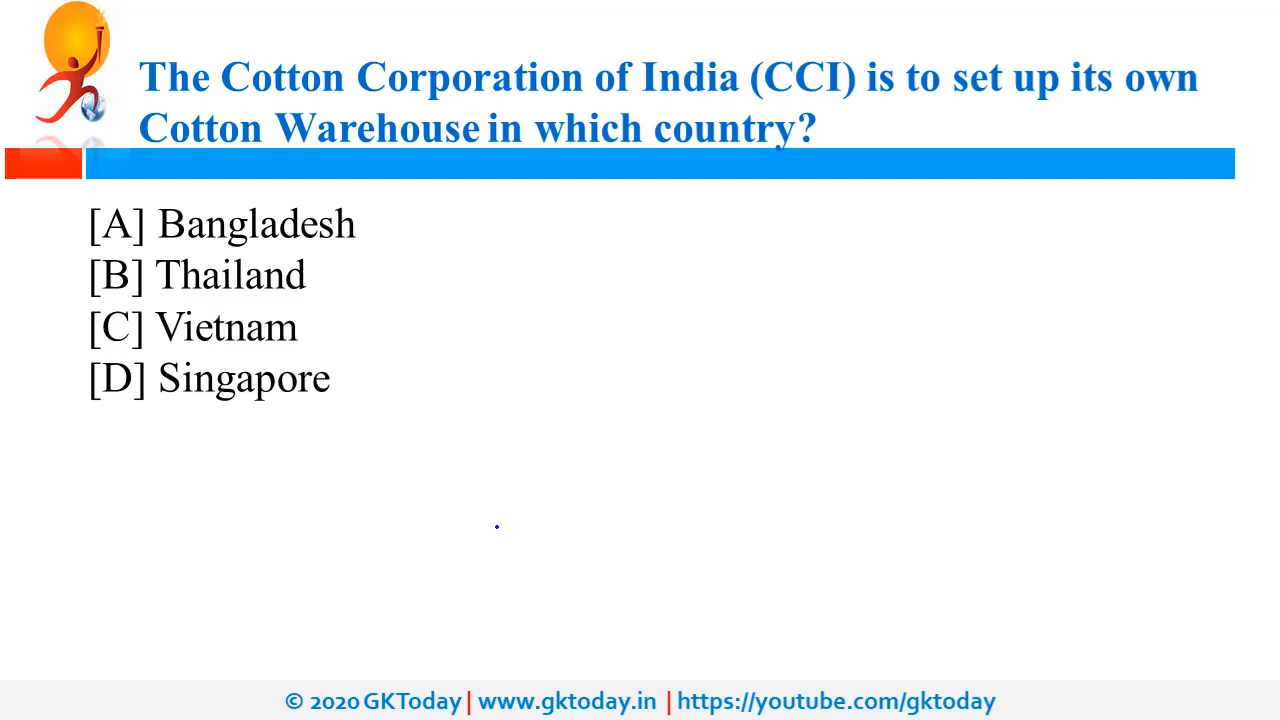 The Cotton Corporation of India (CCI) is to set up its own
Cotton Warehouse in which country?
[A] Bangladesh
[B] Thailand
[C] Vietnam
[D] Singapore
© 2020 GKToday | www.gktoday.in | https://youtube.com/gktoday